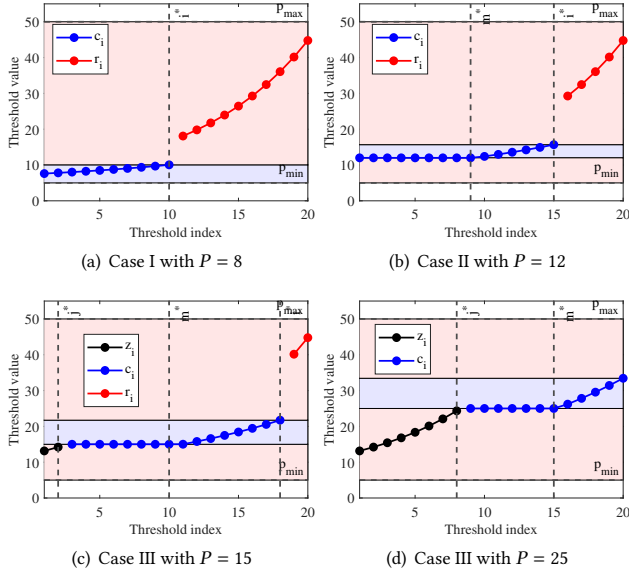 p_max
i*
50
40
30
20
10
0
Threshold value
c_i
r_i
p_min
5
10
15
20
Threshold index
(a) Case I with P = 8
p_max
m*
i*
50
40
30
20
10
0
Threshold value
c_i
r_i
p_min
5
10
15
20
Threshold index
(b) Case II with P = 12
p_max
j*
m*
50
40
30
20
10
0
Threshold value
z_i
c_i
r_i
p_min
5
10
15
20
Threshold index
(c) Case III with P = 15
p_max
j*
m*
50
40
30
20
10
0
Threshold value
z_i
c_i
p_min
5
10
15
20
Threshold index
(d) Case III with P = 25